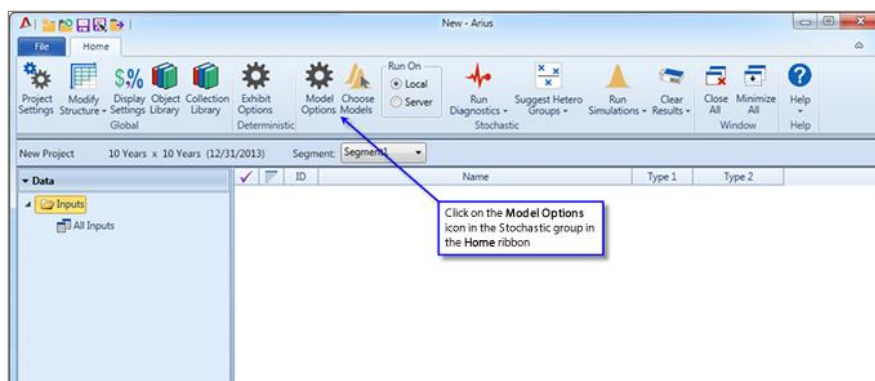 New - Arius
File Home
Project Settings
Modify Structure
Display Settings
Object Library
Collection Library
Global
Exhibit Options
Deterministic
Model Options
Choose Models
Run On
Local
Server
Run Diagnostics
Suggest Hetero Groups
Run Simulations
Clear Results
Stochastic
Close All
Minimize All
Window
Help
Help
New Project 10 Years x 10 Years (12/31/2013) Segment: Segment1
Data
ID Name Type 1 Type 2
Inputs
All Inputs
Click on the Model Options
icon in the Stochastic group in
the Home ribbon